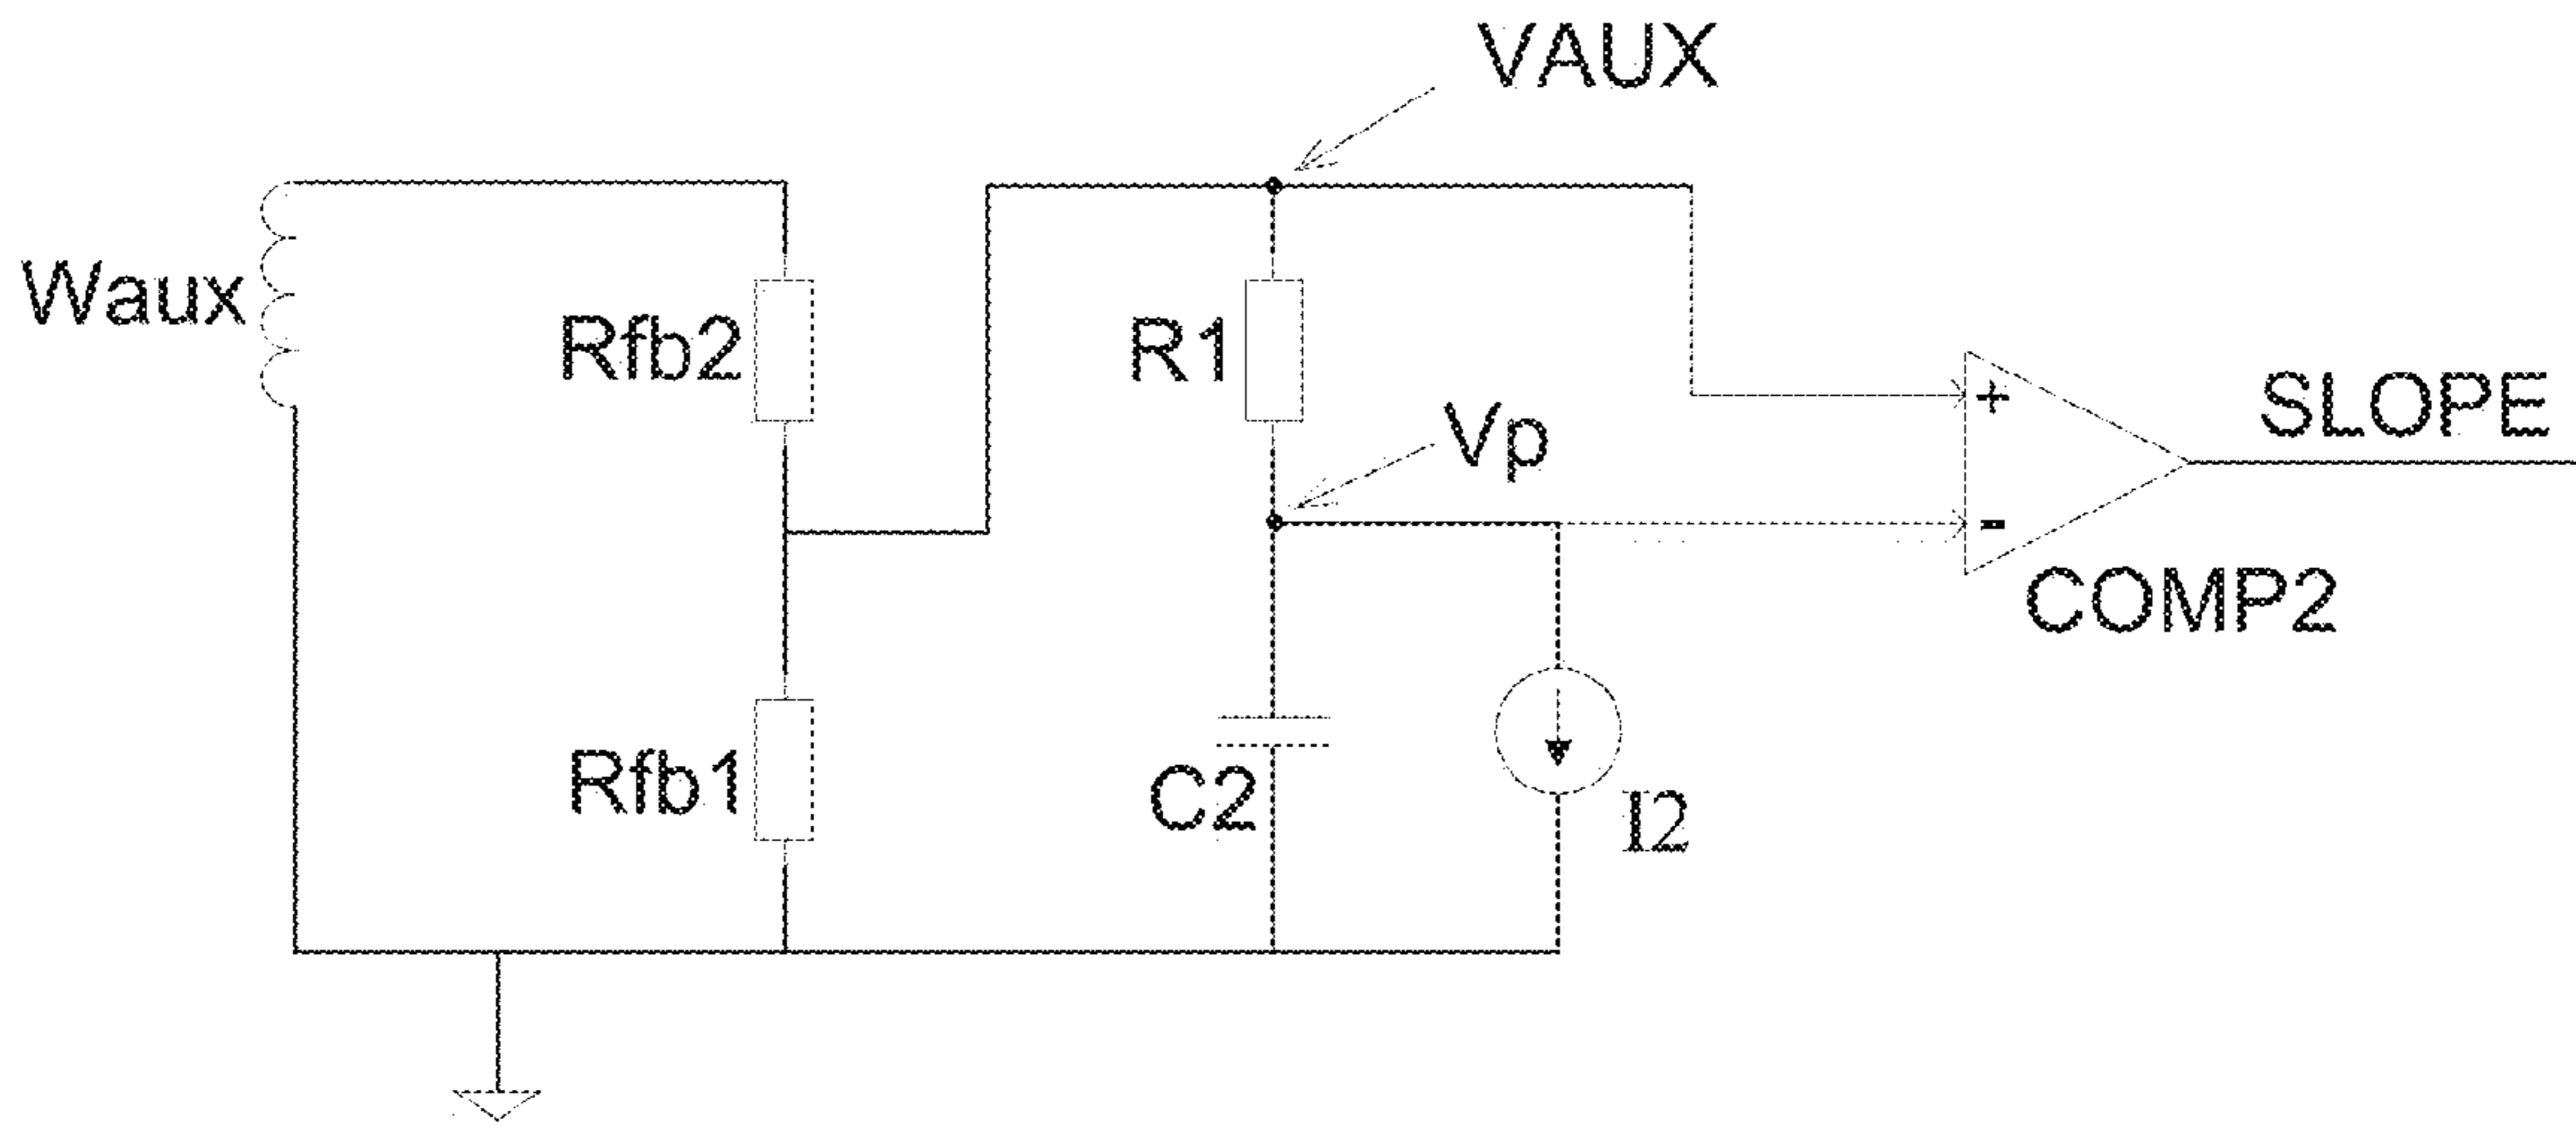 VAUX
Waux
Rfb2
R1
Vp
+
SLOPE
-
COMP2
Rfb1
C2
I2